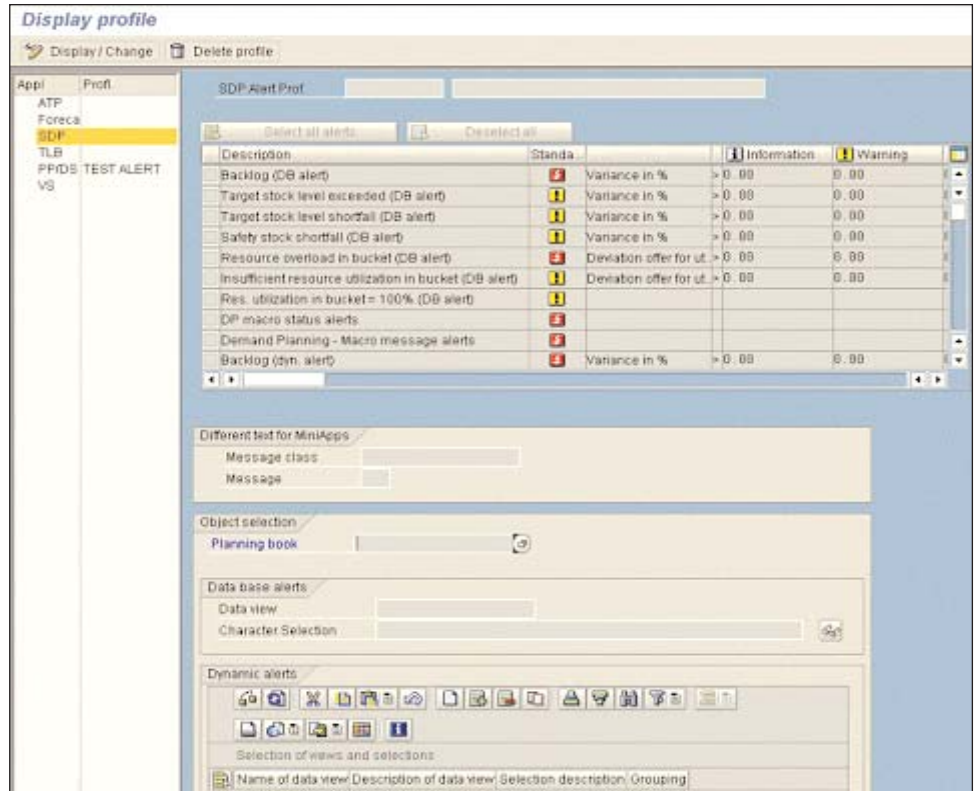 Display profile
Display / Change Delete profile
Appl Profl.
ATP
Foreca
SDP
TLB
PP/DS TEST ALERT
VS
SDP Alert Prof.
Select all alerts Deselect all
Description Standa Information Warning
Backlog (DB alert) Variance in % > 0.00 0.00
Target stock level exceeded (DB alert) Variance in % > 0.00 0.00
Target stock level shortfall (DB alert) Variance in % > 0.00 0.00
Safety stock shortfall (DB alert) Variance in % > 0.00 0.00
Resource overload in bucket (DB alert) Deviation offer for ut. > 0.00 0.00
Insufficient resource utilization in bucket (DB alert) Deviation offer for ut. > 0.00 0.00
Res. utilization in bucket = 100% (DB alert)
DP macro status alerts
Demand Planning - Macro message alerts
Backlog (dyn. alert) Variance in % > 0.00 0.00
Different text for MiniApps
Message class
Message
Object selection
Planning book
Data base alerts
Data view
Character Selection
Dynamic alerts
Selection of views and selections
Name of data view Description of data view Selection description Grouping